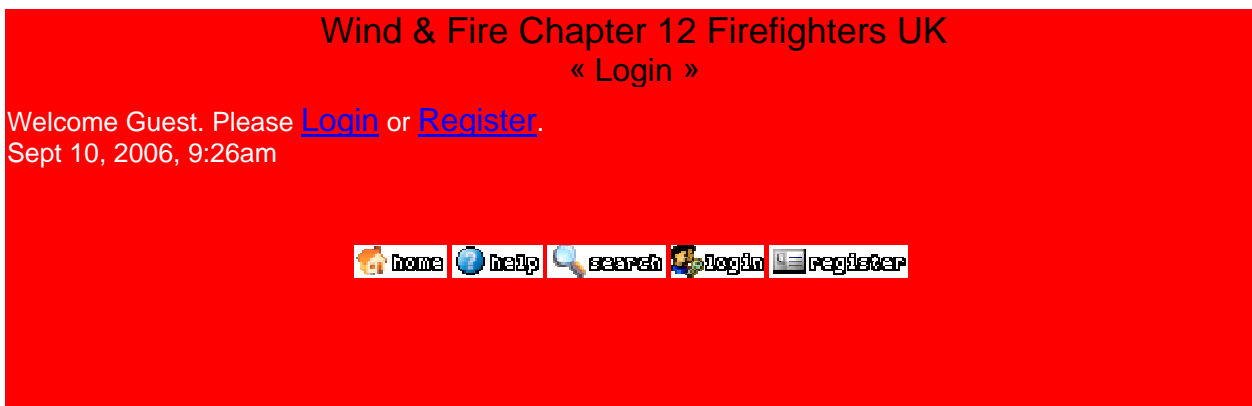 Wind & Fire Chapter 12 Firefighters UK
« Login »
Welcome Guest. Please Login or Register.
Sept 10, 2006, 9:26am
home help search login register